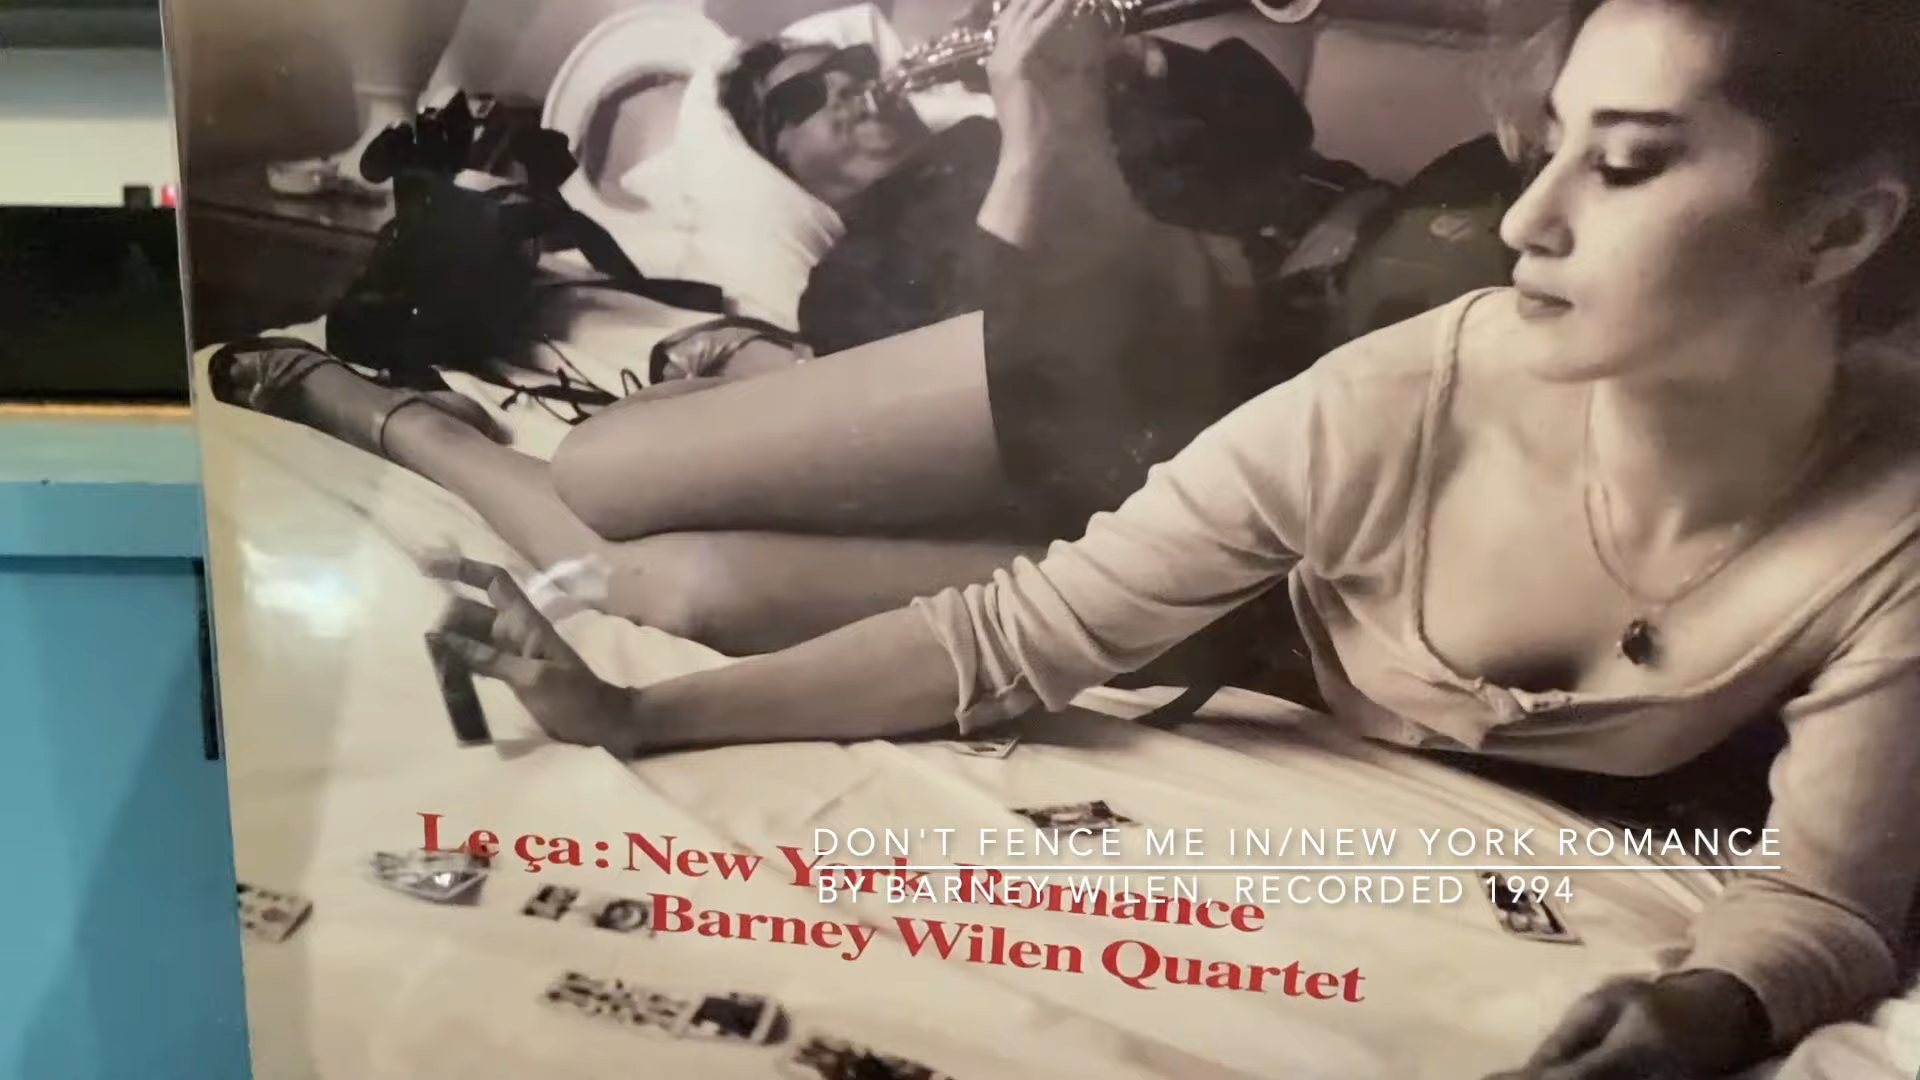 Le ça : New York Romance
Barney Wilen Quartet
DON'T FENCE ME IN/NEW YORK ROMANCE
BY BARNEY WILEN, RECORDED 1994